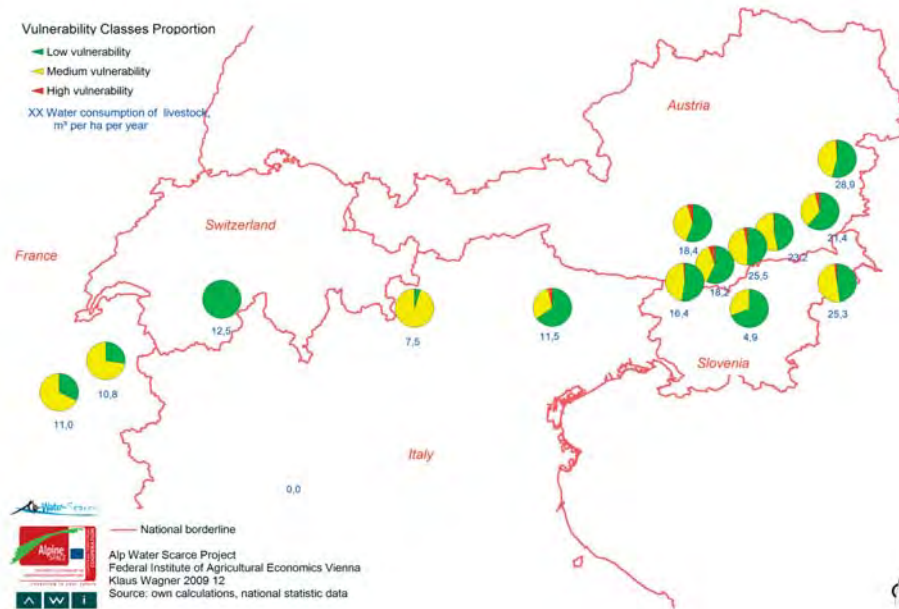 Vulnerability Classes Proportion
Low vulnerability
Medium vulnerability
High vulnerability
XX Water consumption of livestock,
m³ per ha per year
Austria
28,9
Switzerland
21,4
18,4
23,2
France
25,5
18,2
16,4
25,3
12,5
7,5
11,5
4,9
Slovenia
10,8
11,0
Italy
0,0
National borderline
Alpine
Space
Alp Water Scarce Project
Federal Institute of Agricultural Economics Vienna
Klaus Wagner 2009 12
Source: own calculations, national statistic data